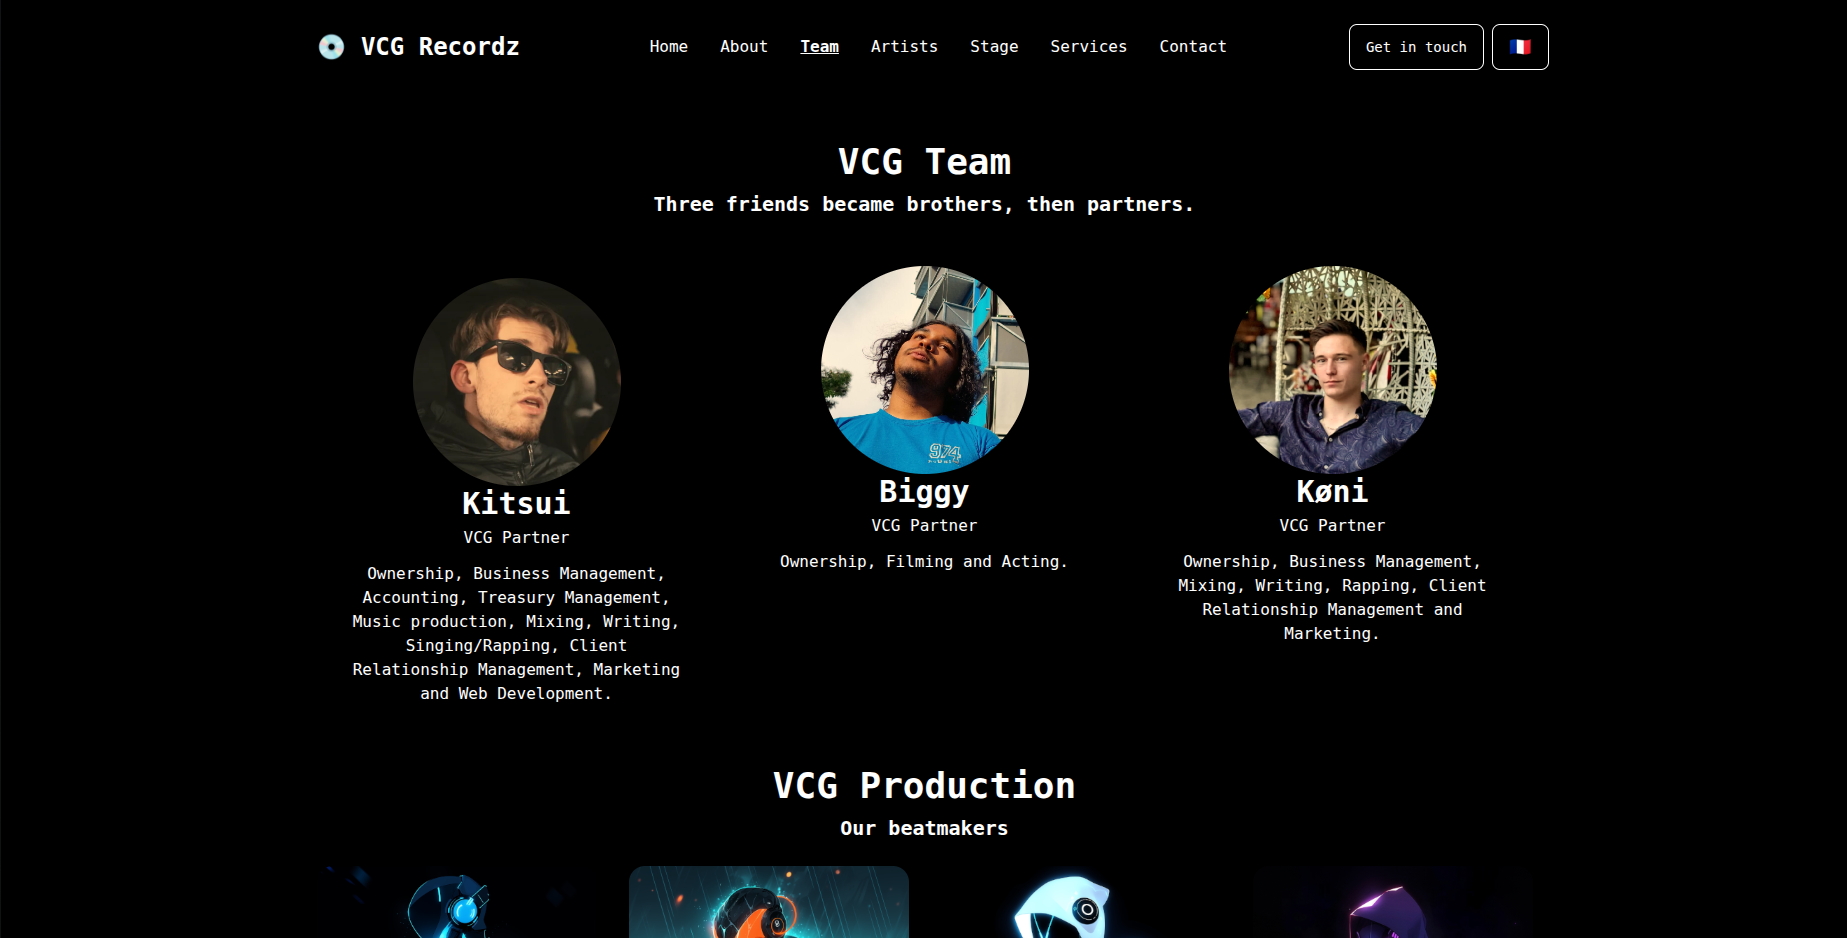 VCG Recordz
Home
About
Team
Artists
Stage
Services
Contact
Get in touch
VCG Team
Three friends became brothers, then partners.
Kitsui
VCG Partner
Ownership, Business Management,
Accounting, Treasury Management,
Music production, Mixing, Writing,
Singing/Rapping, Client
Relationship Management, Marketing
and Web Development.
974
Biggy
VCG Partner
Ownership, Filming and Acting.
Køni
VCG Partner
Ownership, Business Management,
Mixing, Writing, Rapping, Client
Relationship Management and
Marketing.
VCG Production
Our beatmakers